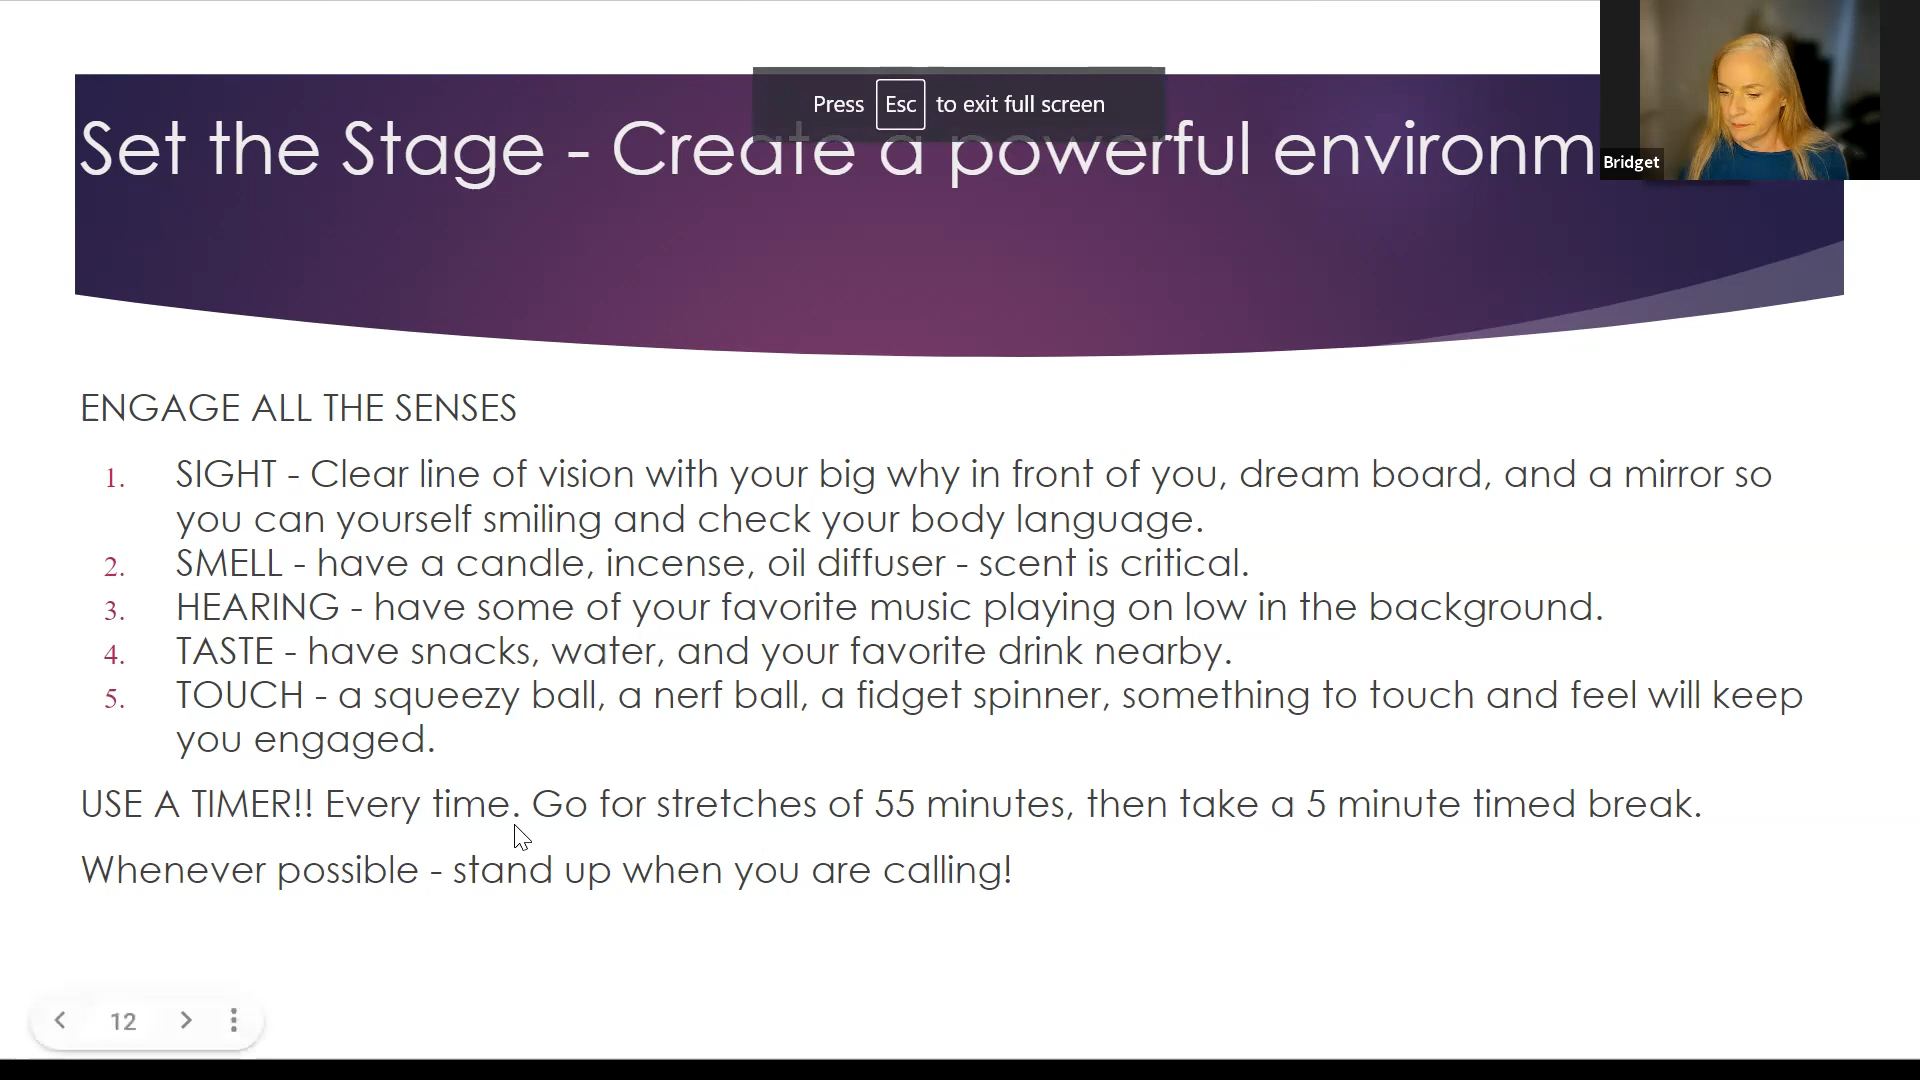 Press Esc to exit full screen
Set the Stage - Create a powerful environm
Bridget
ENGAGE ALL THE SENSES
1. SIGHT - Clear line of vision with your big why in front of you, dream board, and a mirror so
you can yourself smiling and check your body language.
2. SMELL - have a candle, incense, oil diffuser - scent is critical.
3. HEARING - have some of your favorite music playing on low in the background.
4. TASTE - have snacks, water, and your favorite drink nearby.
5. TOUCH - a squeezy ball, a nerf ball, a fidget spinner, something to touch and feel will keep
you engaged.
USE A TIMER!! Every time. Go for stretches of 55 minutes, then take a 5 minute timed break.
Whenever possible - stand up when you are calling!
12